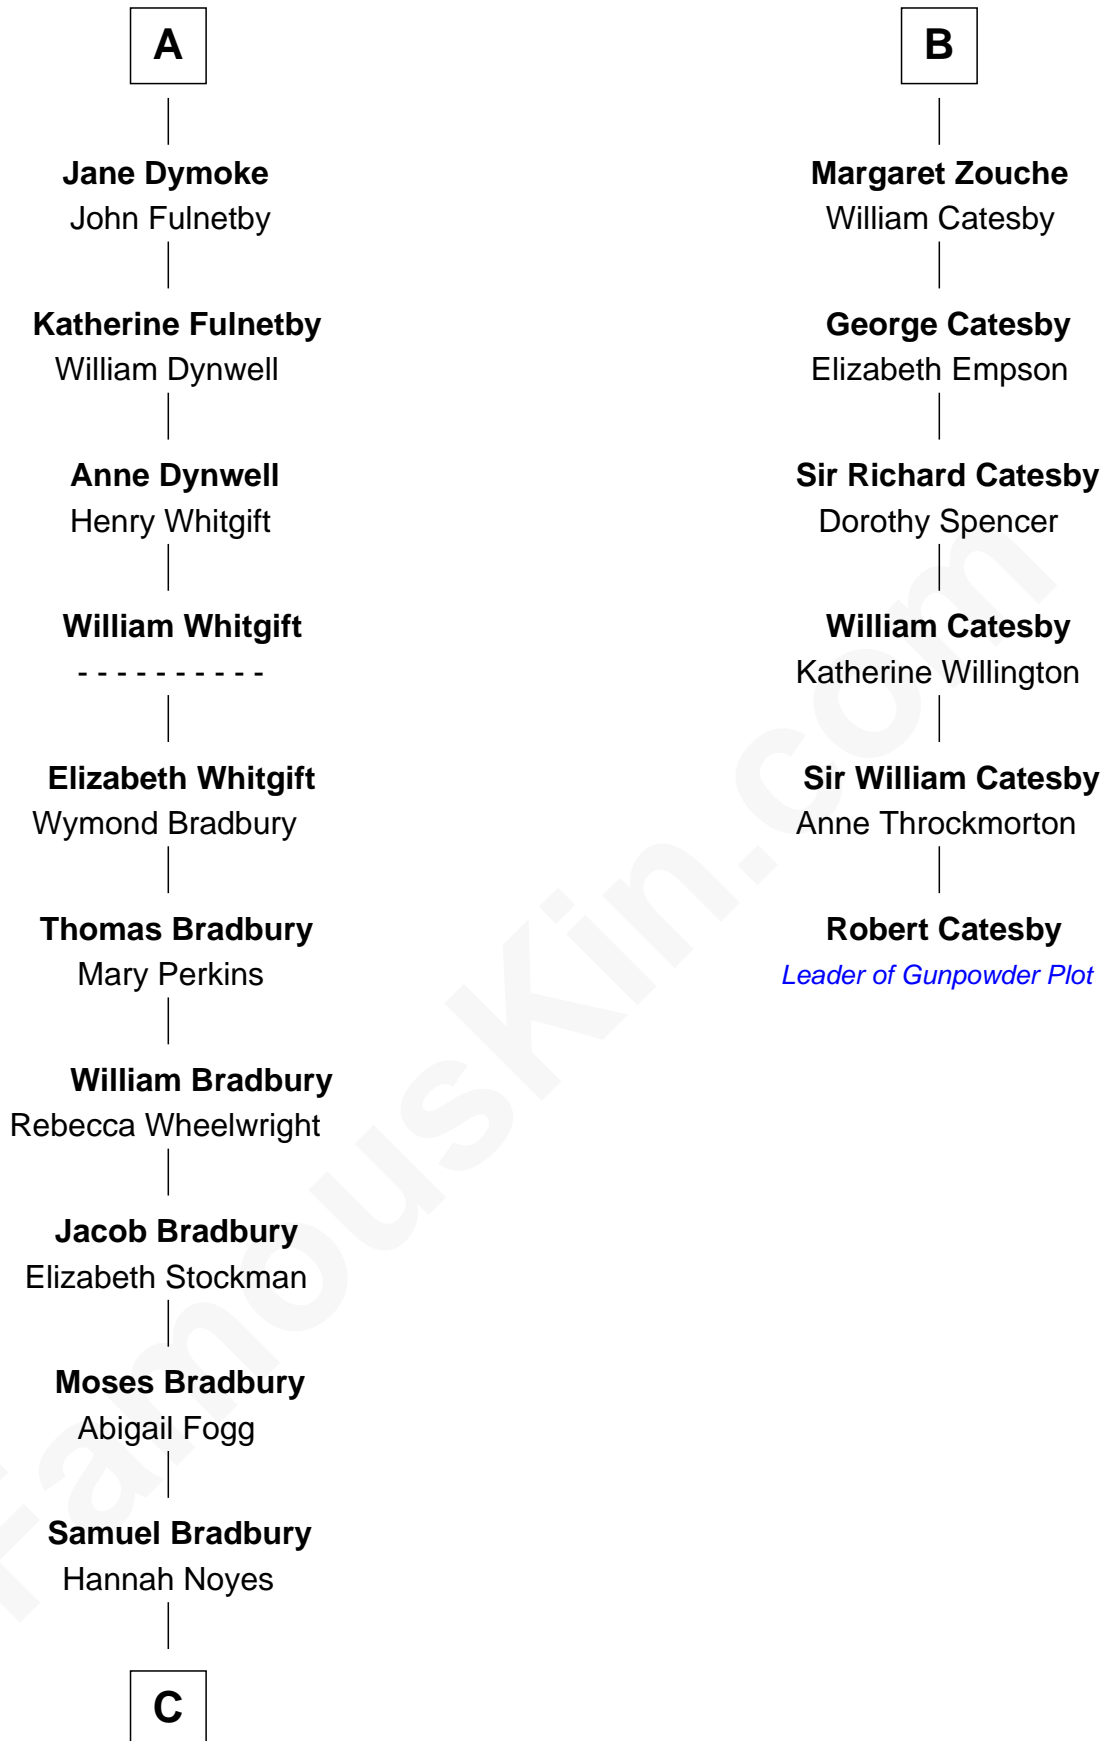 A
Jane Dymoke
John Fulnetby
Katherine Fulnetby
William Dynwell
Anne Dynwell
Henry Whitgift
William Whitgift
- - - - - - - - - -
Elizabeth Whitgift
Wymond Bradbury
Thomas Bradbury
Mary Perkins
William Bradbury
Rebecca Wheelwright
Jacob Bradbury
Elizabeth Stockman
Moses Bradbury
Abigail Fogg
Samuel Bradbury
Hannah Noyes
C
B
Margaret Zouche
William Catesby
George Catesby
Elizabeth Empson
Sir Richard Catesby
Dorothy Spencer
William Catesby
Katherine Willington
Sir William Catesby
Anne Throckmorton
Robert Catesby
Leader of Gunpowder Plot
FamousKin.com